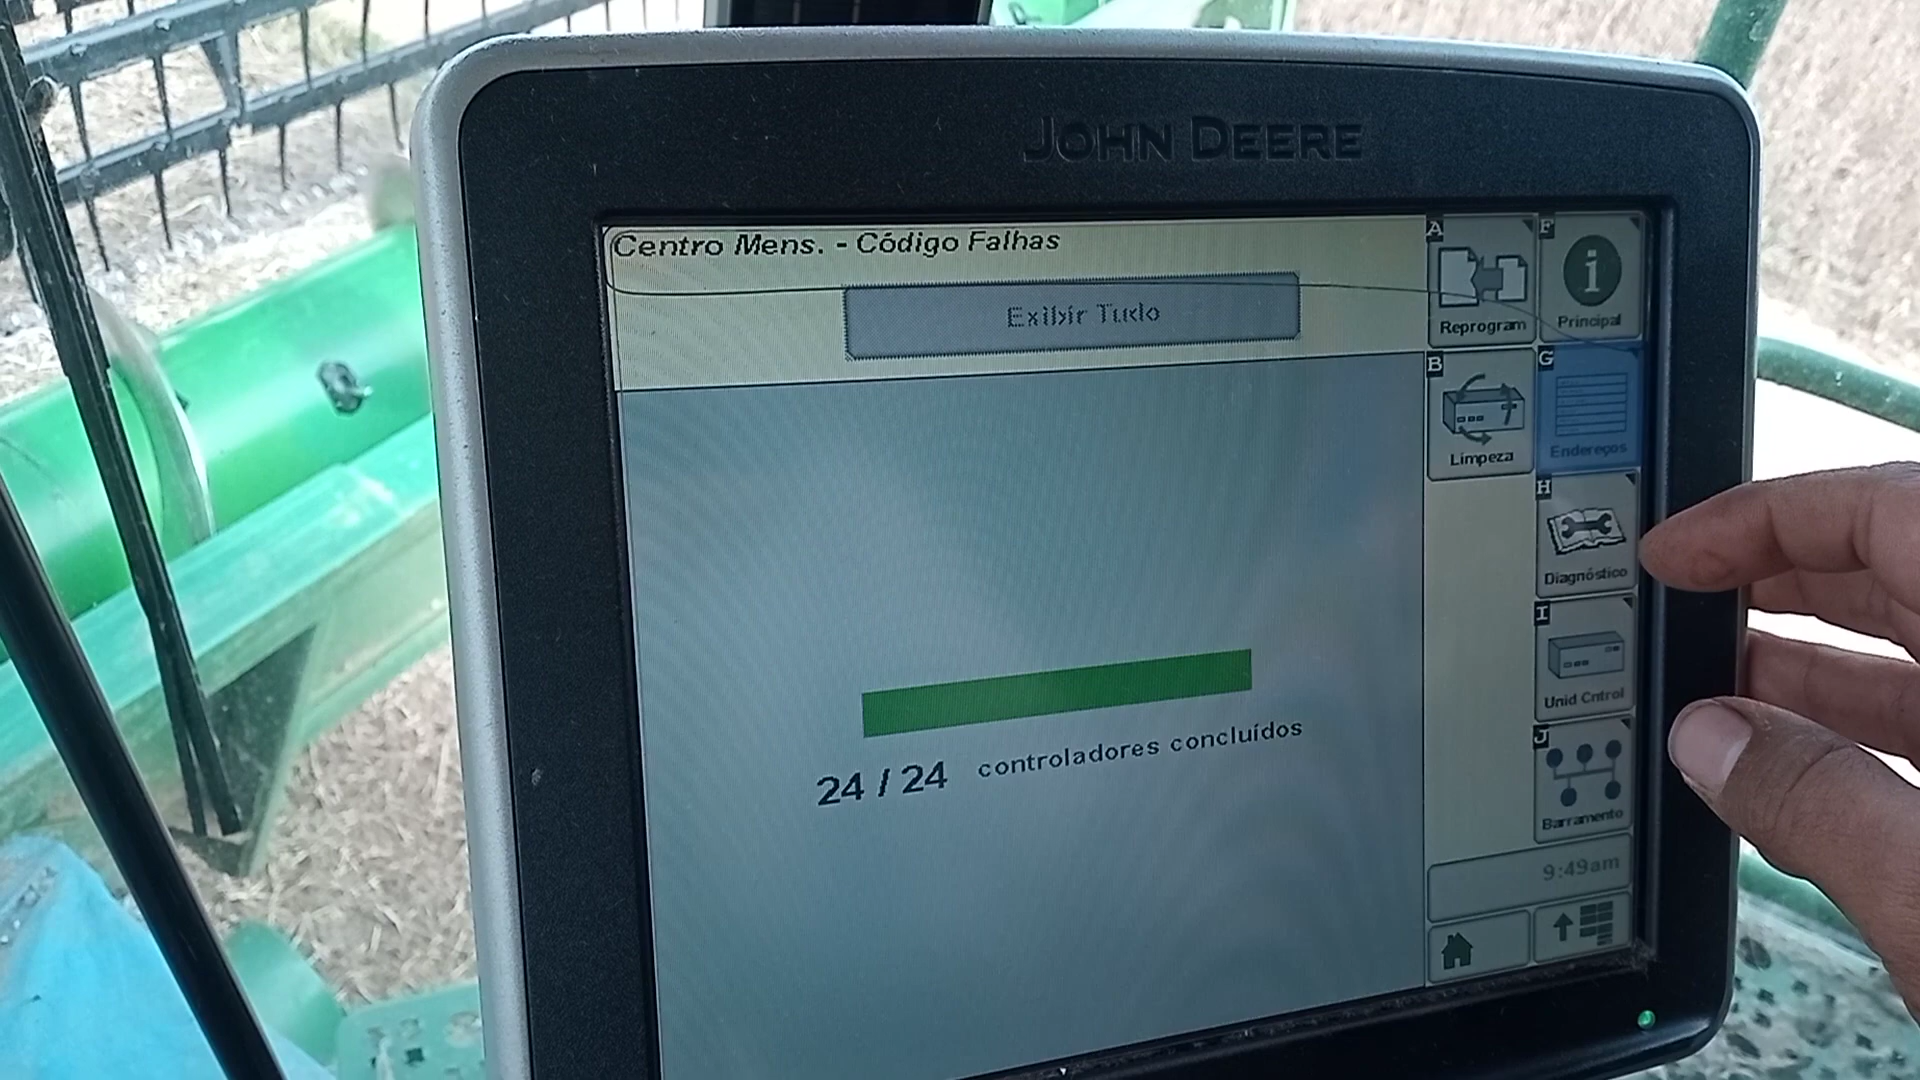 JOHN DEERE
Centro Mens. - Código Falhas
Exibir Tudo
24 / 24 controladores concluídos
A
Reprogram
F
Principal
B
Limpeza
G
Endereços
H
Diagnóstico
I
Unid Cntrol
J
Barramento
9:49am